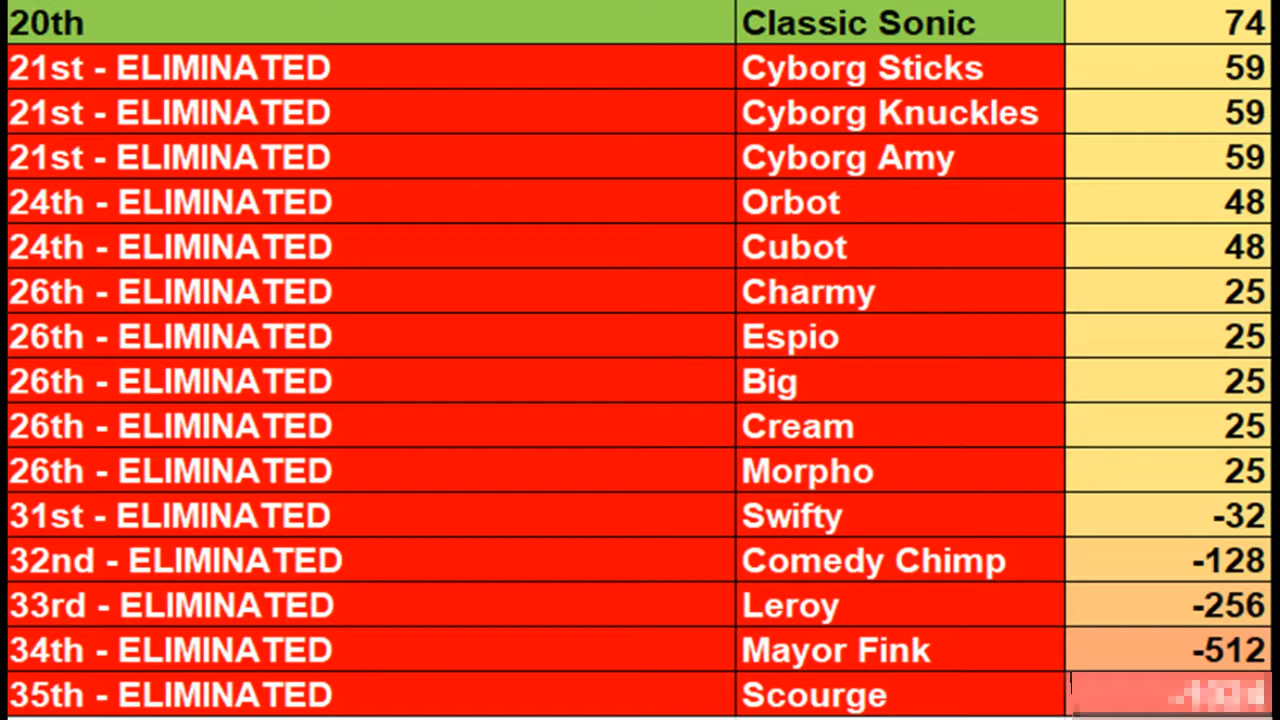 20th Classic Sonic 74
21st - ELIMINATED Cyborg Sticks 59
21st - ELIMINATED Cyborg Knuckles 59
21st - ELIMINATED Cyborg Amy 59
24th - ELIMINATED Orbot 48
24th - ELIMINATED Cubot 48
26th - ELIMINATED Charmy 25
26th - ELIMINATED Espio 25
26th - ELIMINATED Big 25
26th - ELIMINATED Cream 25
26th - ELIMINATED Morpho 25
31st - ELIMINATED Swifty -32
32nd - ELIMINATED Comedy Chimp -128
33rd - ELIMINATED Leroy -256
34th - ELIMINATED Mayor Fink -512
35th - ELIMINATED Scourge